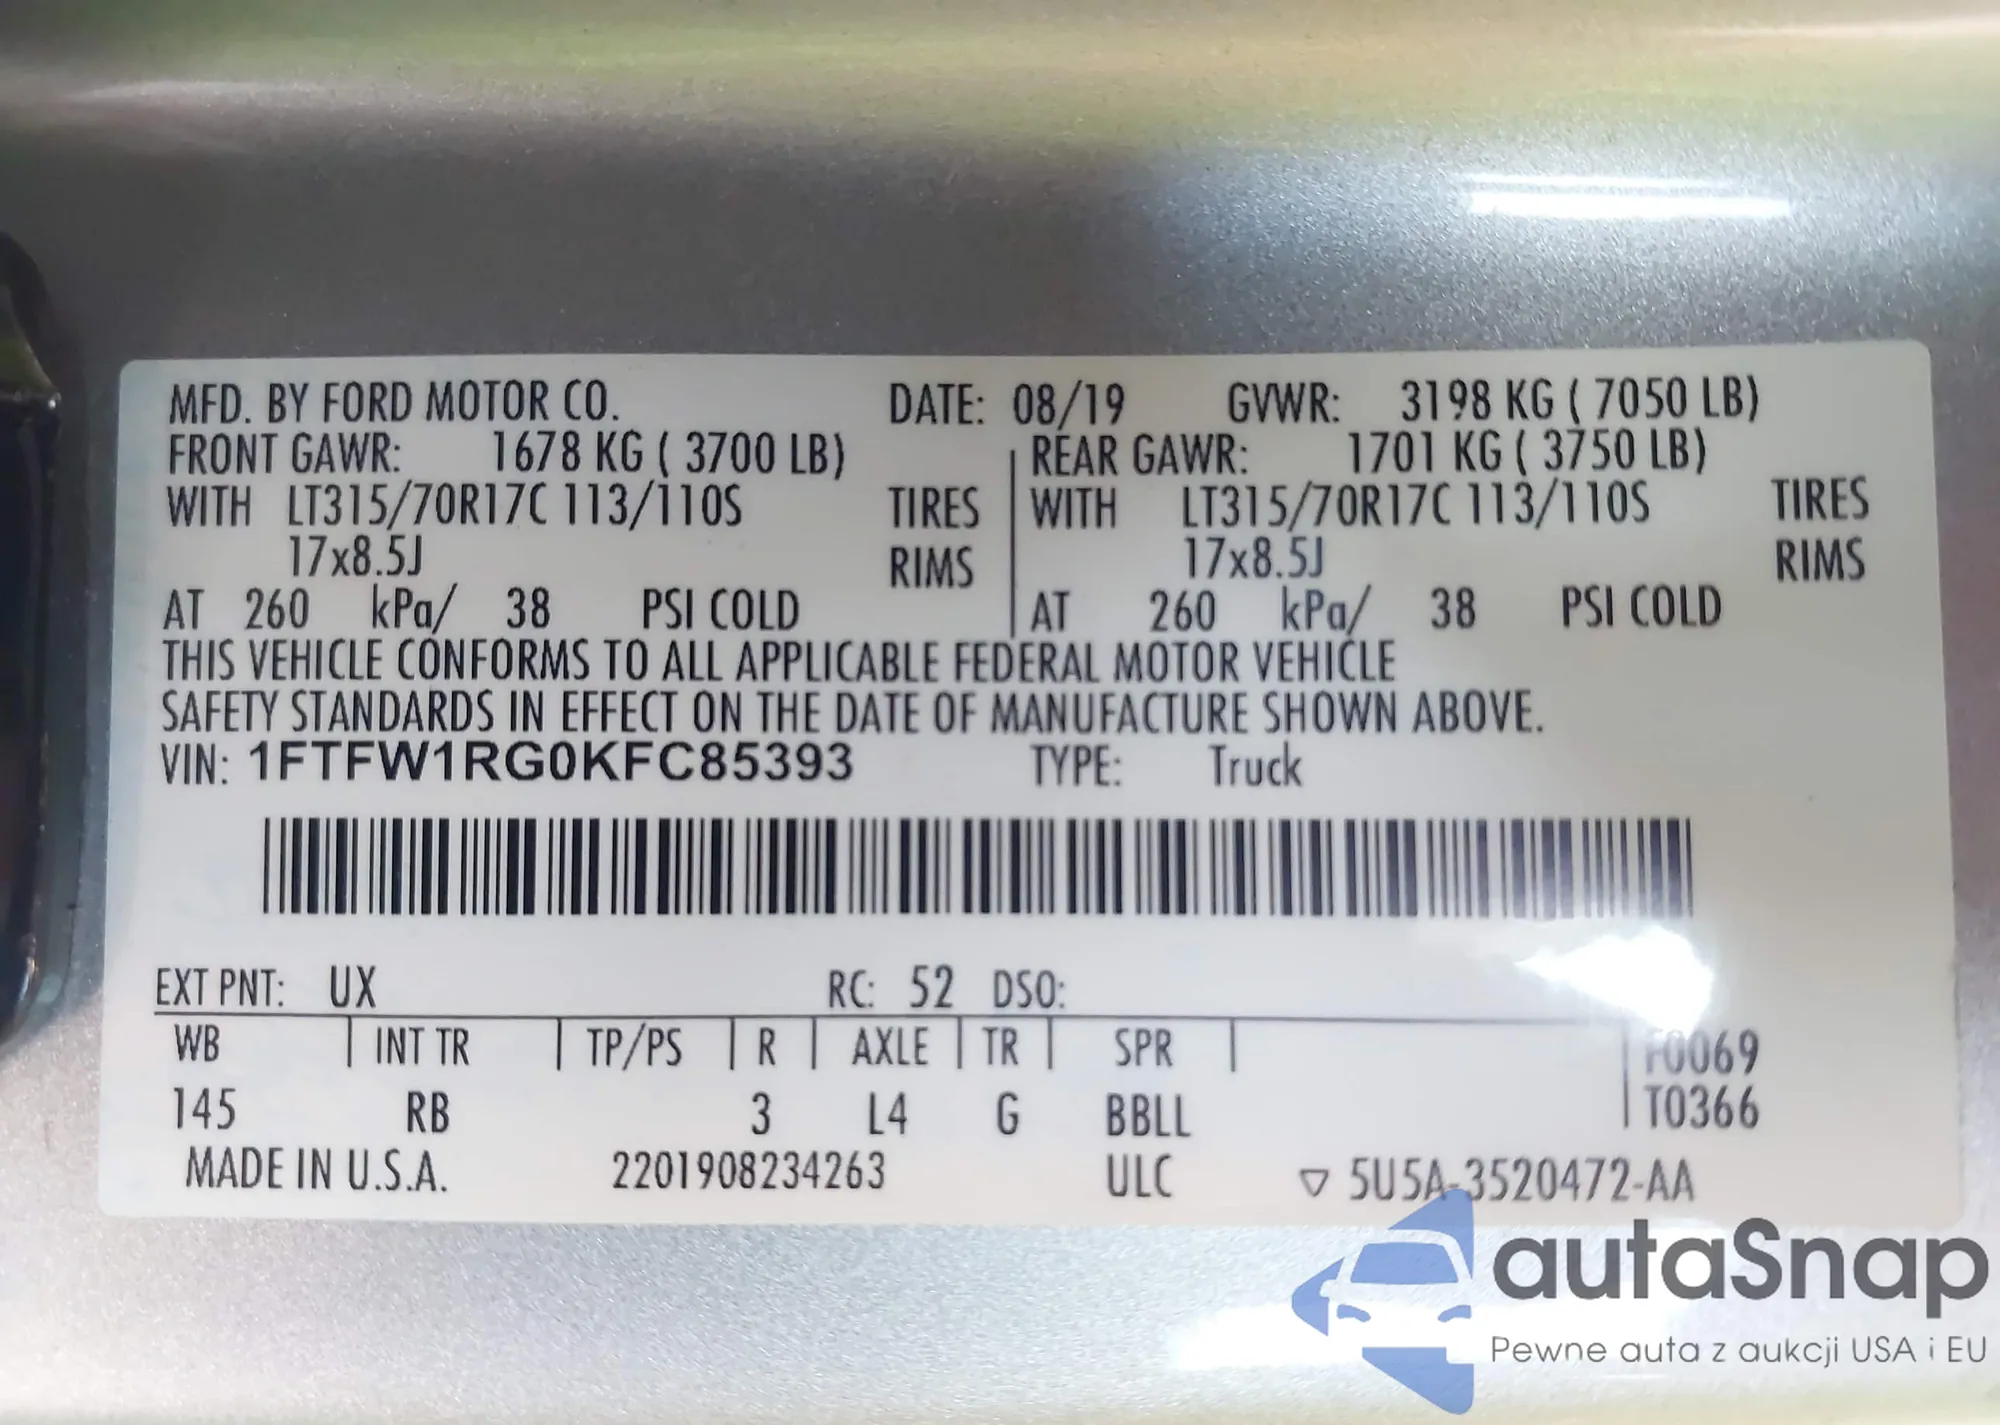 MFD. BY FORD MOTOR CO. DATE: 08/19 GVWR: 3198 KG ( 7050 LB)
FRONT GAWR: 1678 KG ( 3700 LB) REAR GAWR: 1701 KG ( 3750 LB)
WITH LT315/70R17C 113/110S TIRES WITH LT315/70R17C 113/110S TIRES
17x8.5J RIMS 17x8.5J RIMS
AT 260 kPa/ 38 PSI COLD AT 260 kPa/ 38 PSI COLD
THIS VEHICLE CONFORMS TO ALL APPLICABLE FEDERAL MOTOR VEHICLE
SAFETY STANDARDS IN EFFECT ON THE DATE OF MANUFACTURE SHOWN ABOVE.
VIN: 1FTFW1RG0KFC85393 TYPE: Truck
EXT PNT: UX RC: 52 DSO:
WB INT TR TP/PS R AXLE TR SPR F0069
145 RB 3 L4 G BBLL T0366
MADE IN U.S.A. 2201908234263 ULC ▽ 5U5A-3520472-AA
autaSnap
Pewne auta z aukcji USA i EU